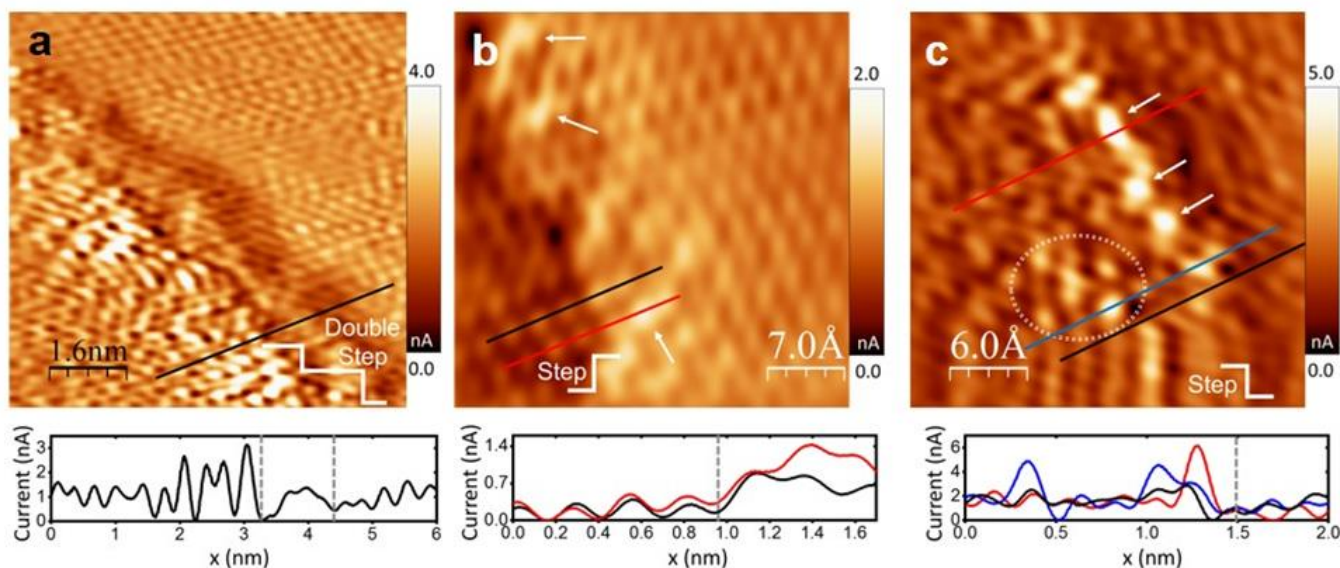 a
4.0
nA
0.0
1.6nm
Double
Step
b
2.0
nA
0.0
7.0Å
Step
c
5.0
nA
0.0
6.0Å
Step
Current (nA)
3
2
1
0
0 1 2 3 4 5 6
x (nm)
Current (nA)
1.4
0.7
0.0
0.0 0.2 0.4 0.6 0.8 1.0 1.2 1.4 1.6
x (nm)
Current (nA)
6
4
2
0
0.0 0.5 1.0 1.5 2.0
x (nm)